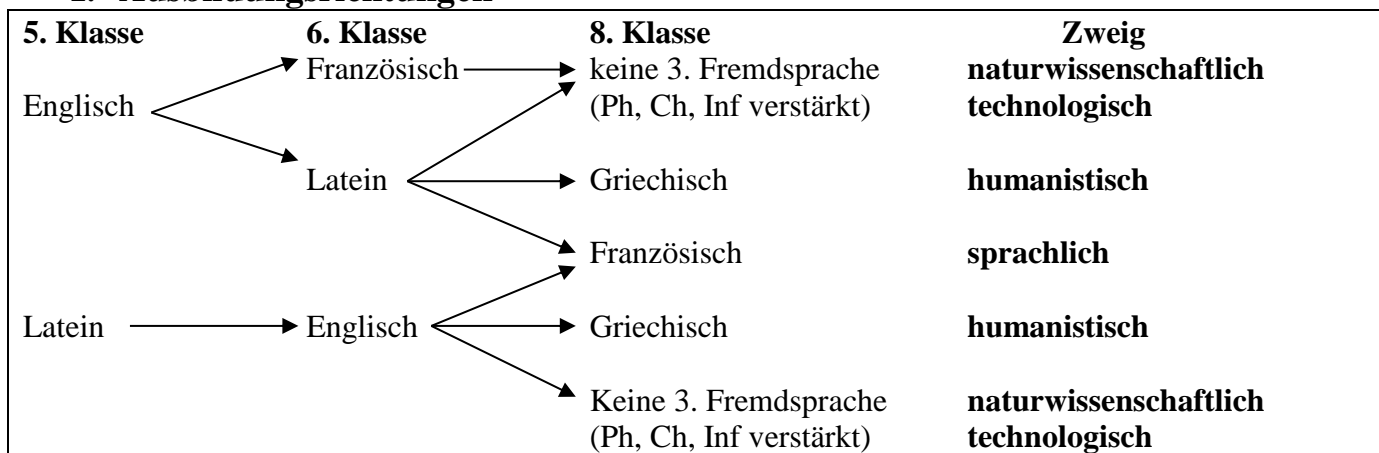 5. Klasse 6. Klasse 8. Klasse Zweig
Französisch keine 3. Fremdsprache naturwissenschaftlich
Englisch (Ph, Ch, Inf verstärkt) technologisch
Latein Griechisch humanistisch
Französisch sprachlich
Latein Englisch Griechisch humanistisch
Keine 3. Fremdsprache naturwissenschaftlich
(Ph, Ch, Inf verstärkt) technologisch